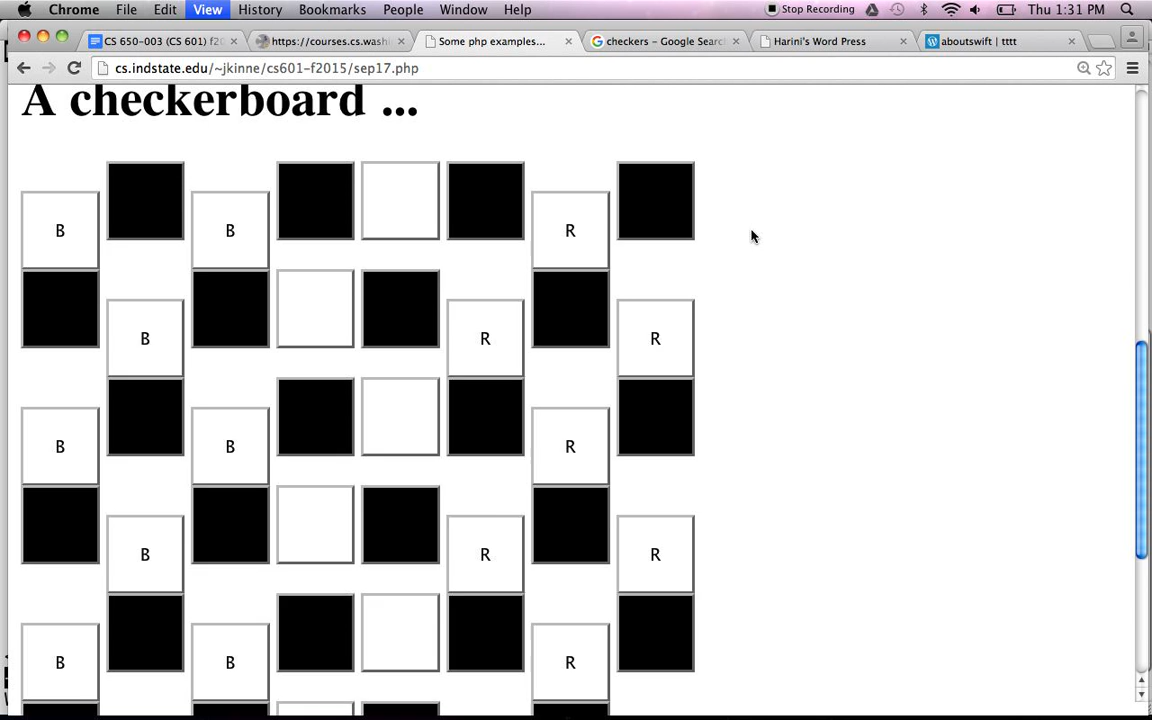 Chrome File Edit View History Bookmarks People Window Help Stop Recording Thu 1:31 PM
CS 650-003 (CS 601) f20 https://courses.cs.wash Some php examples... checkers - Google Searc Harini's Word Press aboutswift | tttt
cs.indstate.edu/~jkinne/cs601-f2015/sep17.php
A checkerboard ...
B B R
B R R
B B R
B R R
B B R